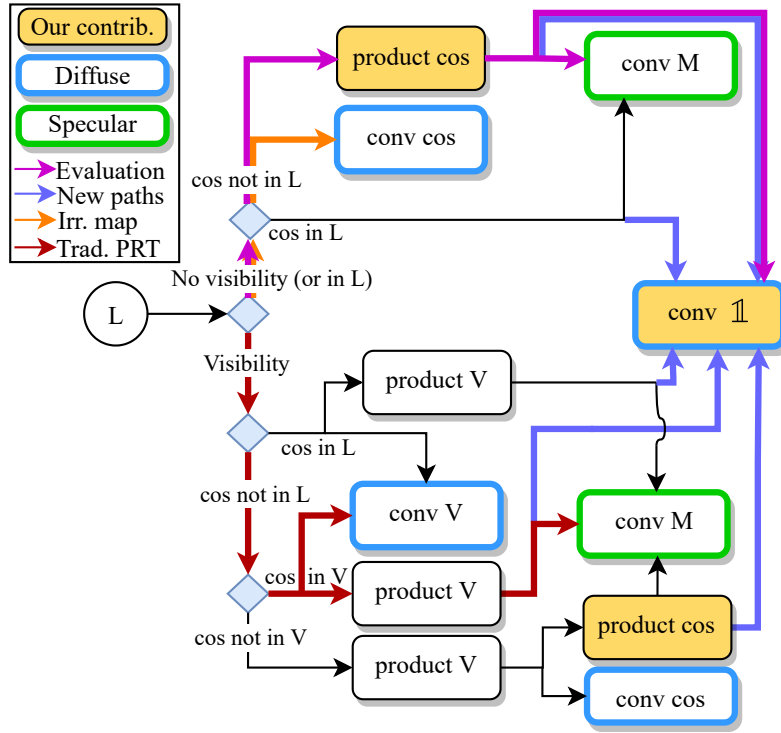 Our contrib.
Diffuse
Specular
Evaluation
New paths
Irr. map
Trad. PRT
product cos
conv M
conv cos
cos not in L
cos in L
No visibility (or in L)
L
conv 𝟙
Visibility
product V
cos in L
cos not in L
conv V
conv M
cos in V
product V
product cos
cos not in V
product V
conv cos